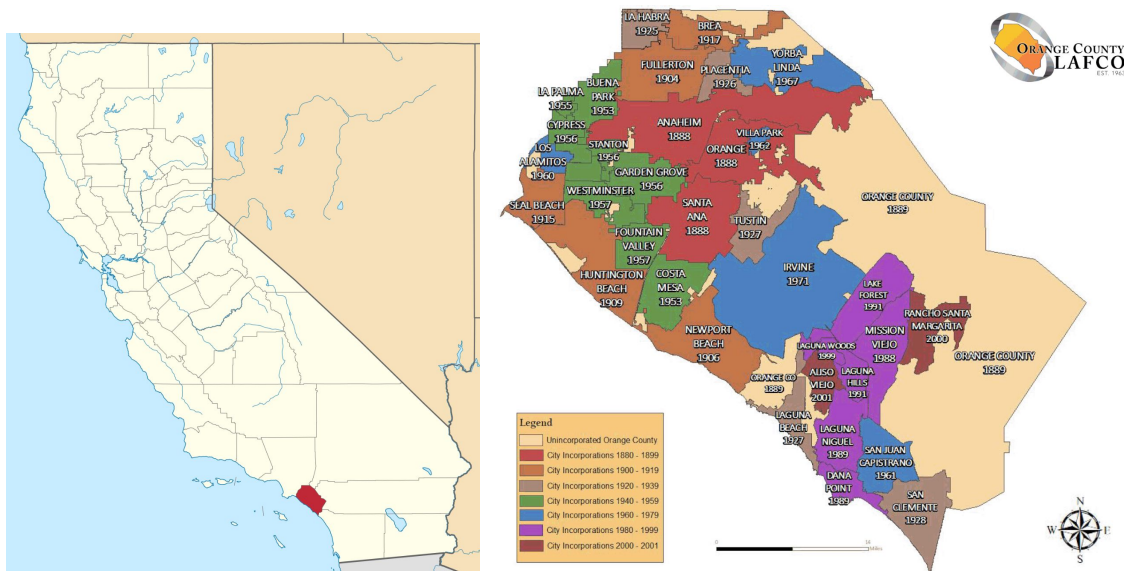 ORANGE COUNTY
LAFCO
EST. 1963
LA HABRA
1925
BREA
1917
FULLERTON
1904
PLACENTIA
1926
YORBA
LINDA
1967
LA PALMA
1955
BUENA
PARK
1953
CYPRESS
1956
ANAHEIM
1888
VILLA PARK
1962
LOS
ALAMITOS
1960
STANTON
1956
ORANGE
1888
GARDEN GROVE
1956
WESTMINSTER
1957
SEAL BEACH
1915
SANTA
ANA
1888
TUSTIN
1927
ORANGE COUNTY
1889
FOUNTAIN
VALLEY
1957
HUNTINGTON
BEACH
1909
COSTA
MESA
1953
IRVINE
1971
LAKE
FOREST
1991
NEWPORT
BEACH
1906
RANCHO SANTA
MARGARITA
2000
MISSION
VIEJO
1988
LAGUNA WOODS
1999
ORANGE COUNTY
1889
ORANGE CO
1889
ALISO
VIEJO
2001
LAGUNA
HILLS
1991
LAGUNA
BEACH
1927
LAGUNA
NIGUEL
1989
SAN JUAN
CAPISTRANO
1961
DANA
POINT
1989
SAN
CLEMENTE
1928
Legend
Unincorporated Orange County
City Incorporations 1880 - 1899
City Incorporations 1900 - 1919
City Incorporations 1920 - 1939
City Incorporations 1940 - 1959
City Incorporations 1960 - 1979
City Incorporations 1980 - 1999
City Incorporations 2000 - 2001
0
Miles
N
W
E
S